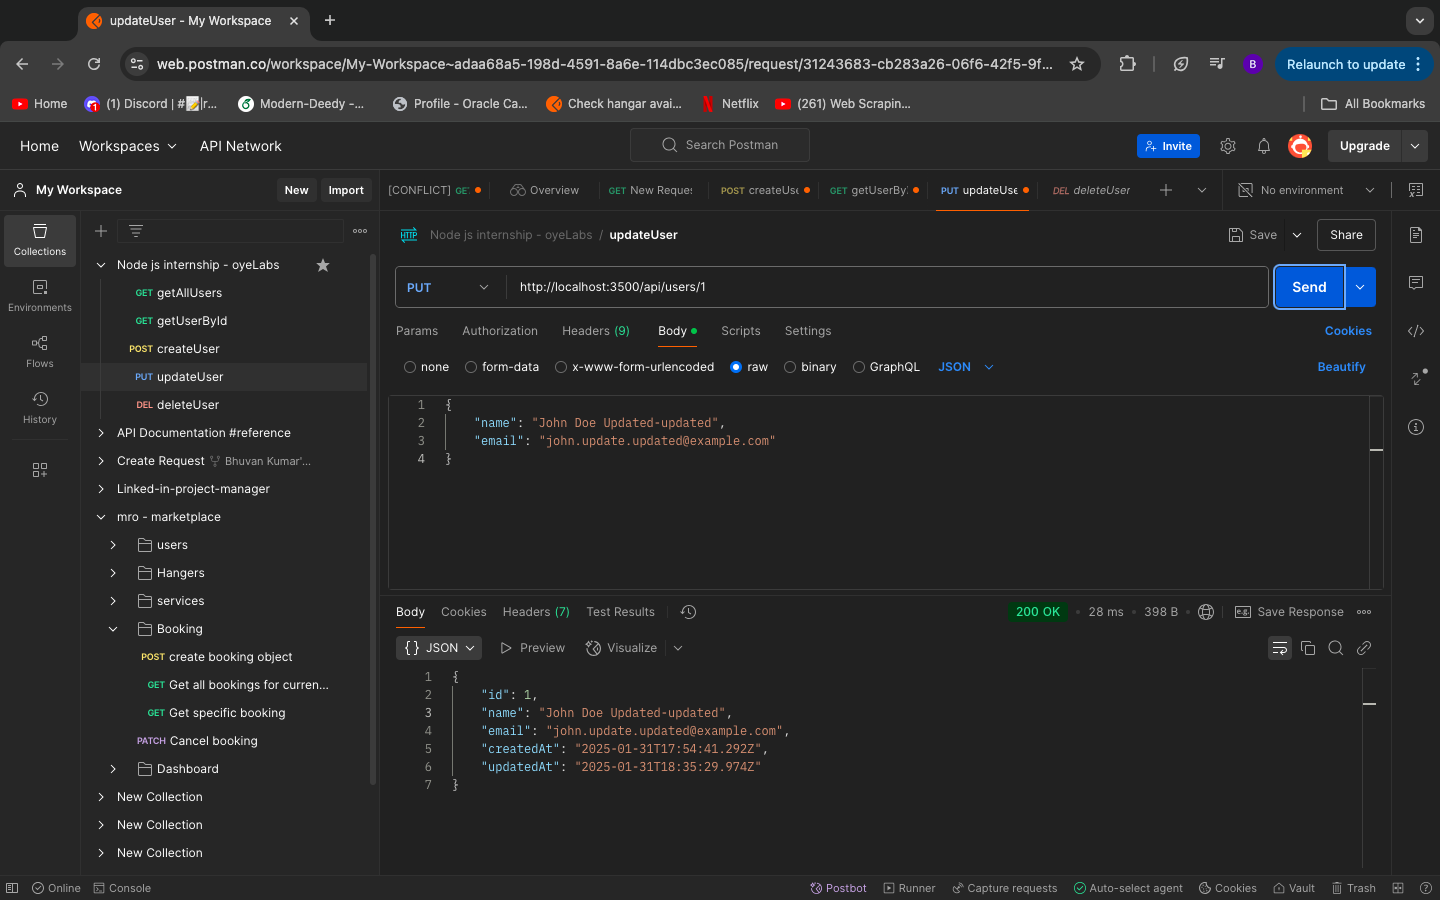 updateUser - My Workspace
web.postman.co/workspace/My-Workspace~adaa68a5-198d-4591-8a6e-114dbc3ec085/request/31243683-cb283a26-06f6-42f5-9f...
B
Relaunch to update
Home
(1) Discord | #📝|r...
Modern-Deedy -...
Profile - Oracle Ca...
Check hangar avai...
Netflix
(261) Web Scrapin...
All Bookmarks
Home
Workspaces
API Network
Search Postman
Invite
Upgrade
My Workspace
New
Import
[CONFLICT] GE
Overview
GET New Reques
POST createUse
GET getUserByI
PUT updateUse
DEL deleteUser
No environment
Collections
Environments
Flows
History
Node js internship - oyeLabs
GET getAllUsers
GET getUserById
POST createUser
PUT updateUser
DEL deleteUser
API Documentation #reference
Create Request Bhuvan Kumar'...
Linked-in-project-manager
mro - marketplace
users
Hangers
services
Booking
POST create booking object
GET Get all bookings for curren...
GET Get specific booking
PATCH Cancel booking
Dashboard
New Collection
New Collection
New Collection
HTTP
Node js internship - oyeLabs / updateUser
Save
Share
PUT
http://localhost:3500/api/users/1
Send
Params
Authorization
Headers (9)
Body
Scripts
Settings
Cookies
none
form-data
x-www-form-urlencoded
raw
binary
GraphQL
JSON
Beautify
1 {
2 "name": "John Doe Updated-updated",
3 "email": "john.update.updated@example.com"
4 }
Body
Cookies
Headers (7)
Test Results
200 OK
28 ms
398 B
e.g. Save Response
{} JSON
Preview
Visualize
1 {
2 "id": 1,
3 "name": "John Doe Updated-updated",
4 "email": "john.update.updated@example.com",
5 "createdAt": "2025-01-31T17:54:41.292Z",
6 "updatedAt": "2025-01-31T18:35:29.974Z"
7 }
Online
Console
Postbot
Runner
Capture requests
Auto-select agent
Cookies
Vault
Trash